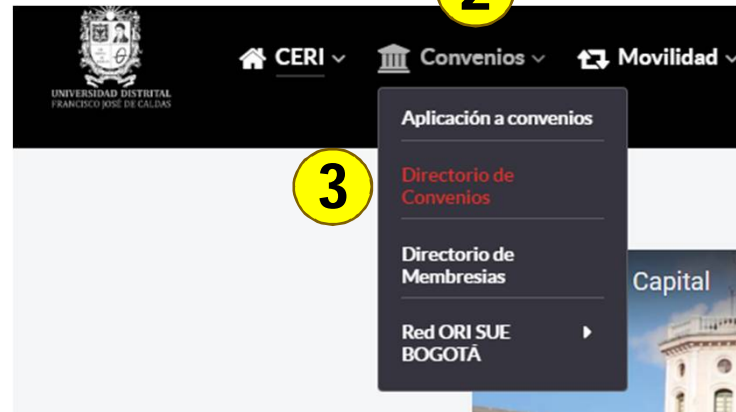 2
UNIVERSIDAD DISTRITAL
FRANCISCO JOSÉ DE CALDAS
CERI
Convenios
Movilidad
Aplicación a convenios
3
Directorio de
Convenios
Directorio de
Membresias
Capital
Red ORI SUE
BOGOTÁ